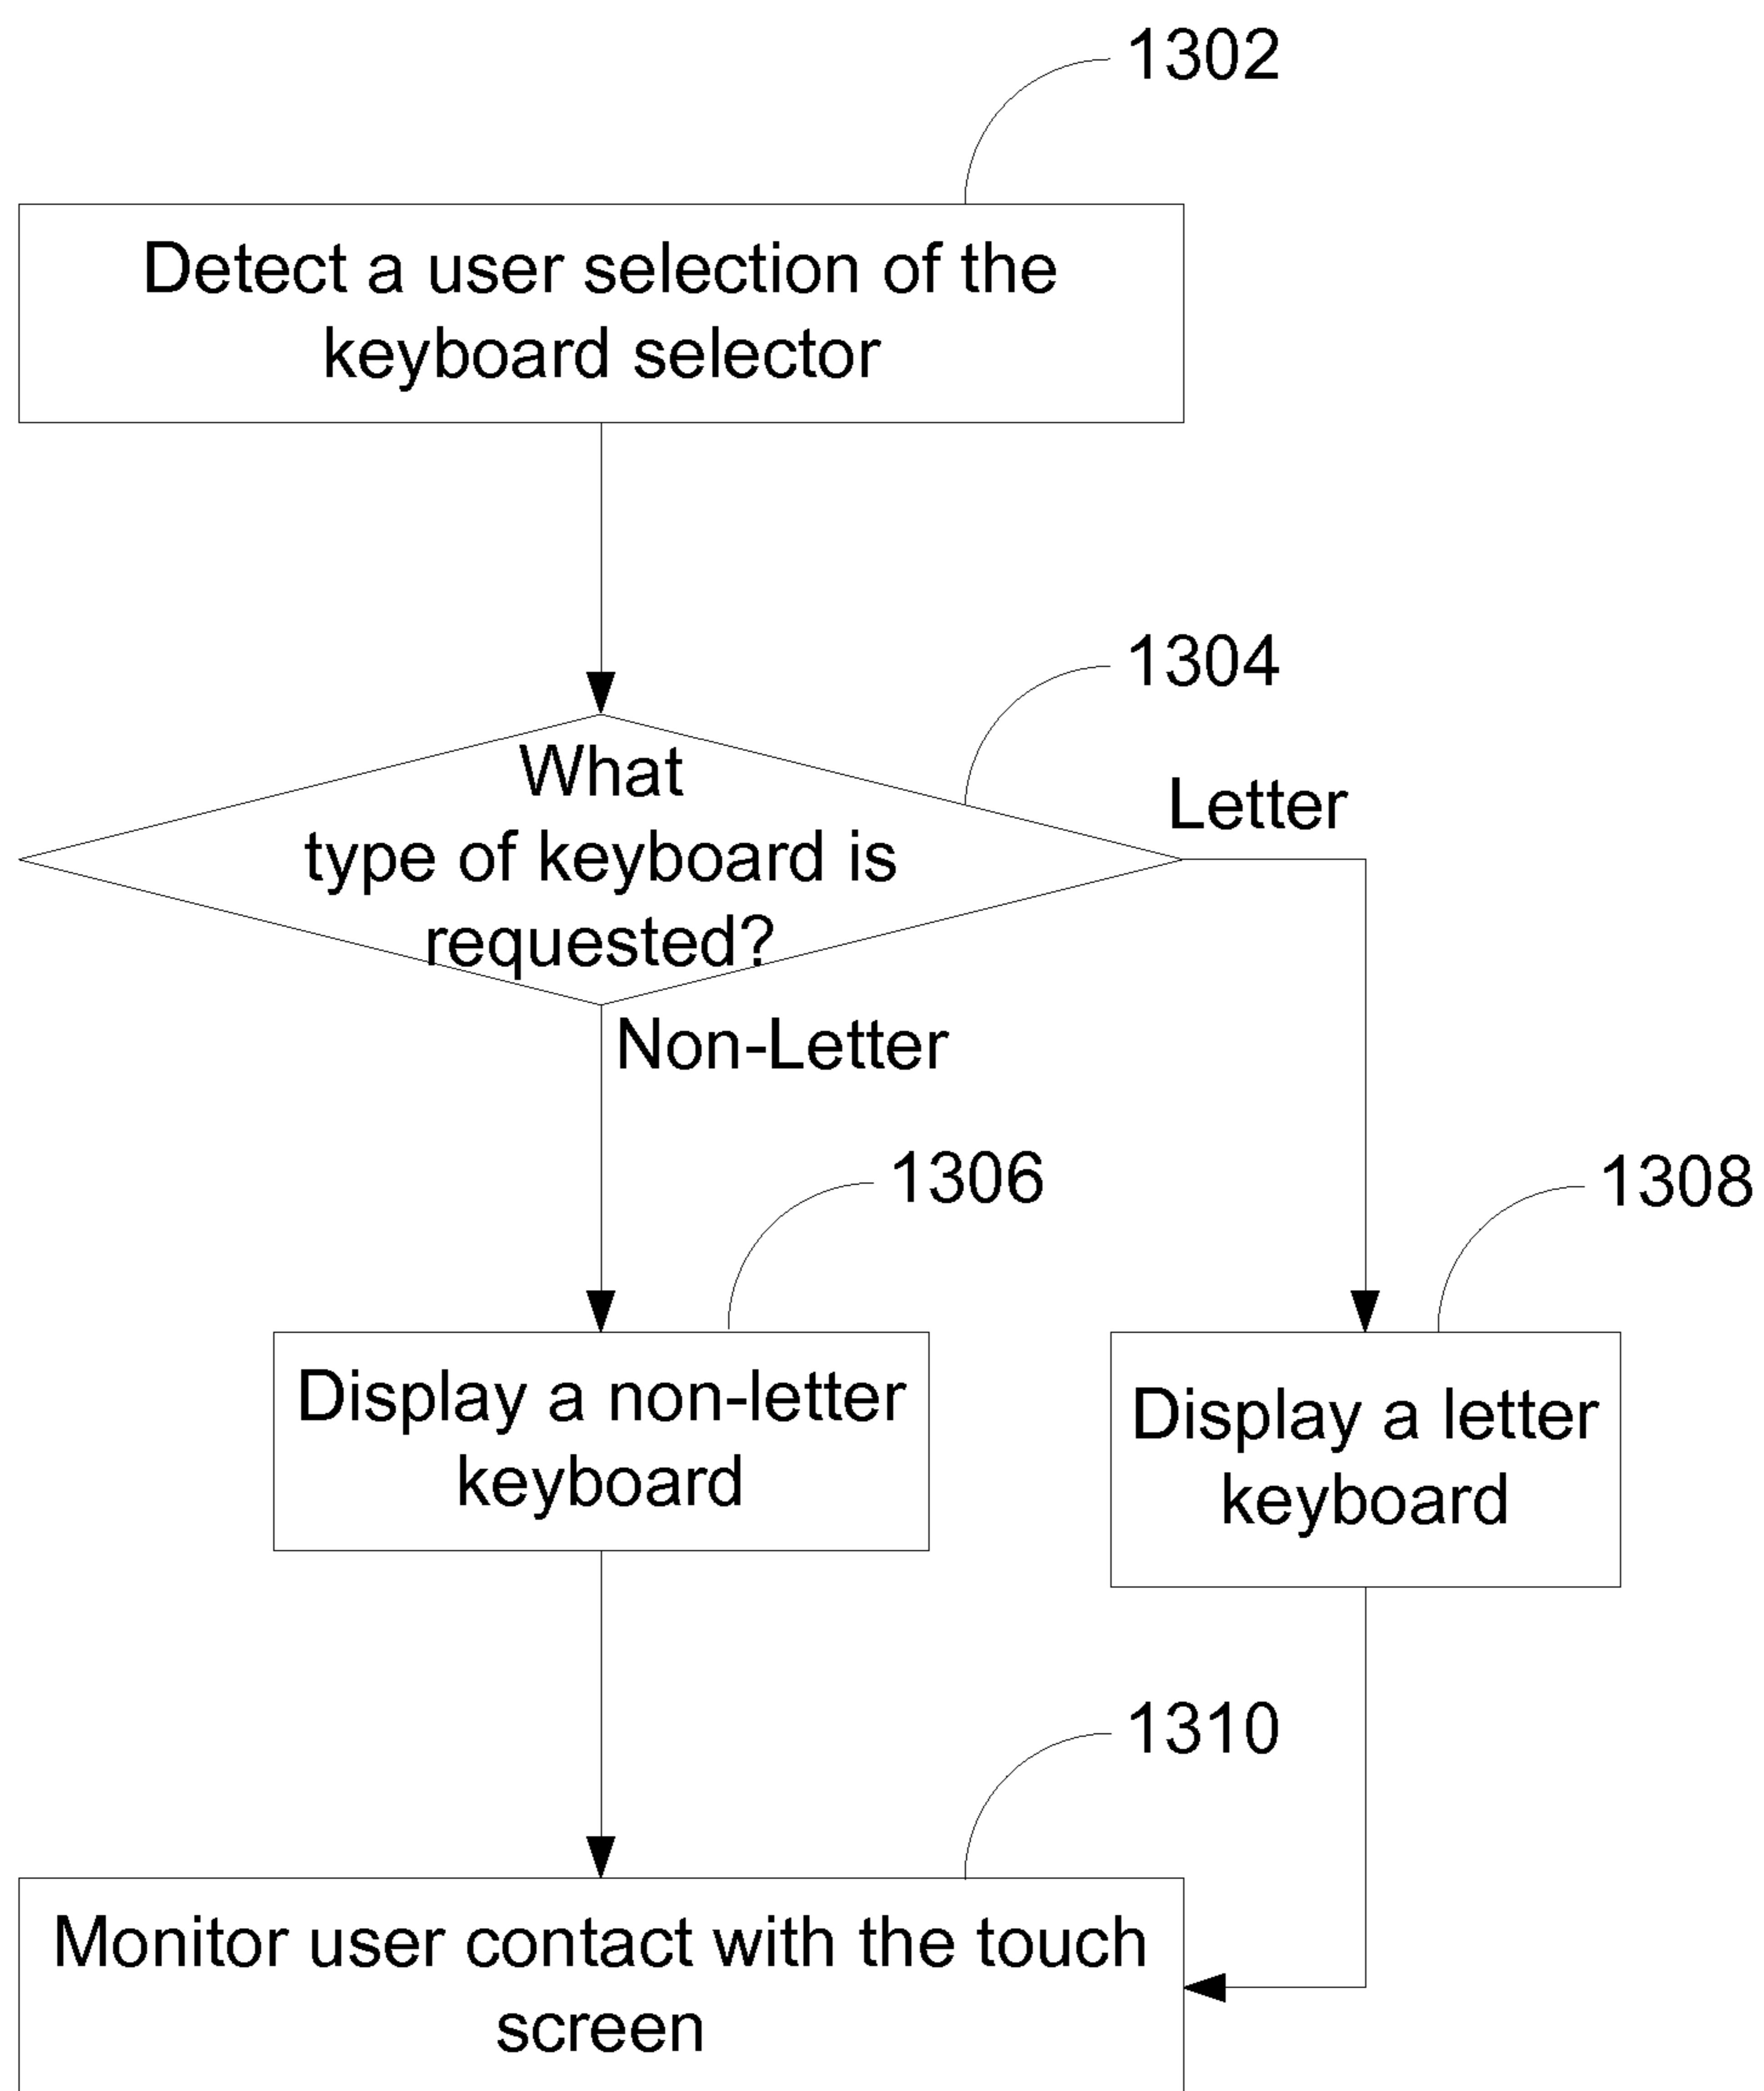 1302
Detect a user selection of the
keyboard selector
1304
What
type of keyboard is
requested?
Letter
Non-Letter
1306
1308
Display a non-letter
keyboard
Display a letter
keyboard
1310
Monitor user contact with the touch
screen